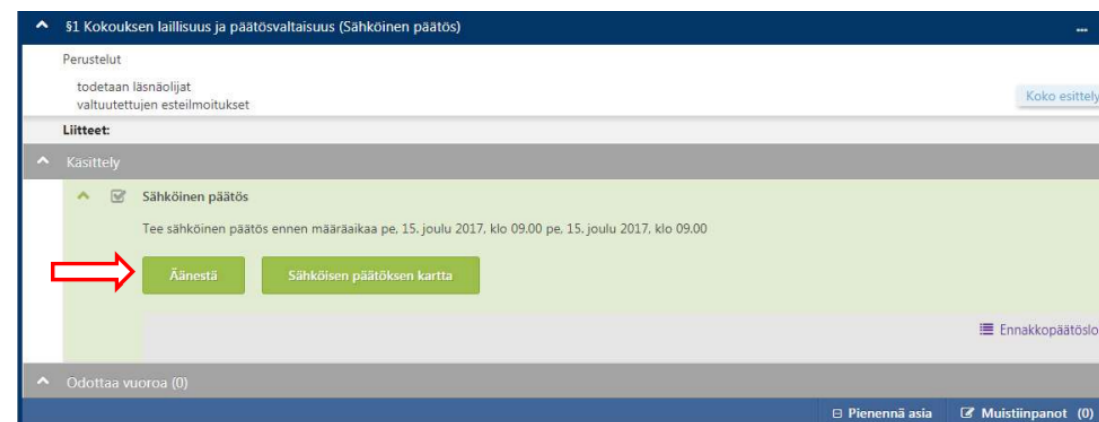 §1 Kokouksen laillisuus ja päätösvaltaisuus (Sähköinen päätös)
Perustelut
todetaan läsnäolijat
valtuutettujen esteilmoitukset
Koko esittely
Liitteet:
Käsittely
Sähköinen päätös
Tee sähköinen päätös ennen määräaikaa pe, 15. joulu 2017, klo 09.00 pe, 15. joulu 2017, klo 09.00
Äänestä
Sähköisen päätöksen kartta
Ennakkopäätöslo
Odottaa vuoroa (0)
Pienennä asia
Muistiinpanot (0)